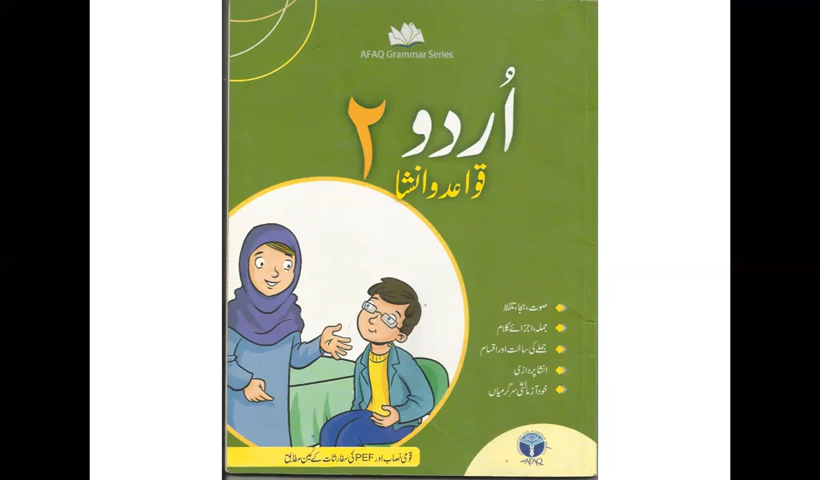 AFAQ Grammar Series
اُردو ۲
قواعد و انشا
صوت، ہجا، تلفظ
جملہ، اجزائے کلام
جملے کی ساخت اور اقسام
انشا پردازی
خود آزمائشی سرگرمیاں
قومی نصاب اور PEF کی سفارشات کے عین مطابق
AFAQ